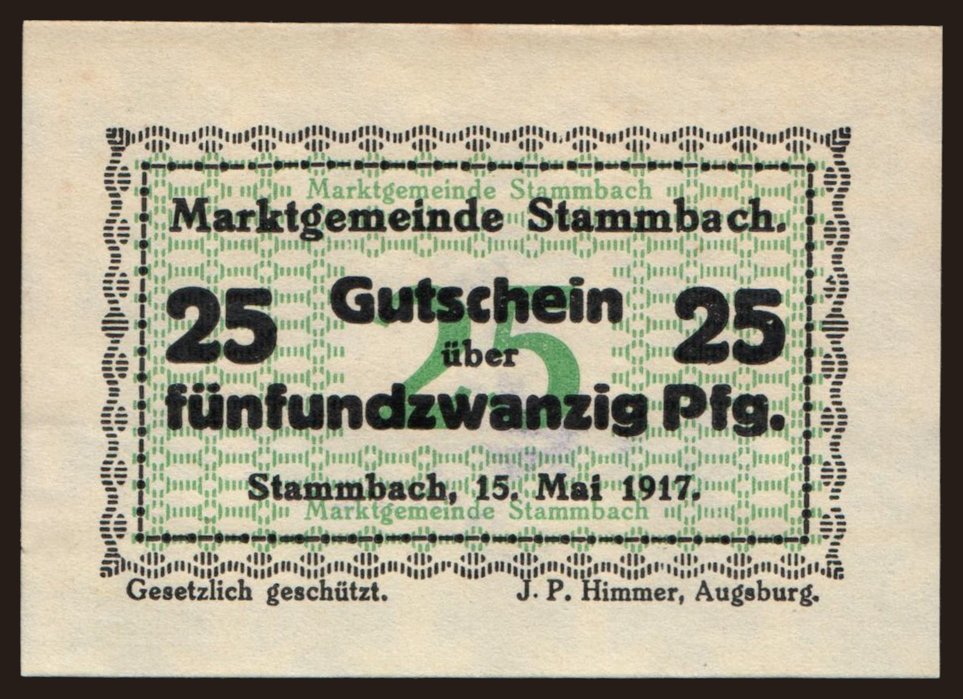 Marktgemeinde Stammbach
Marktgemeinde Stammbach.
25 Gutschein 25
25
über
fünfundzwanzig Pfg.
Stammbach, 15. Mai 1917.
Marktgemeinde Stammbach
Gesetzlich geschützt. J. P. Himmer, Augsburg.